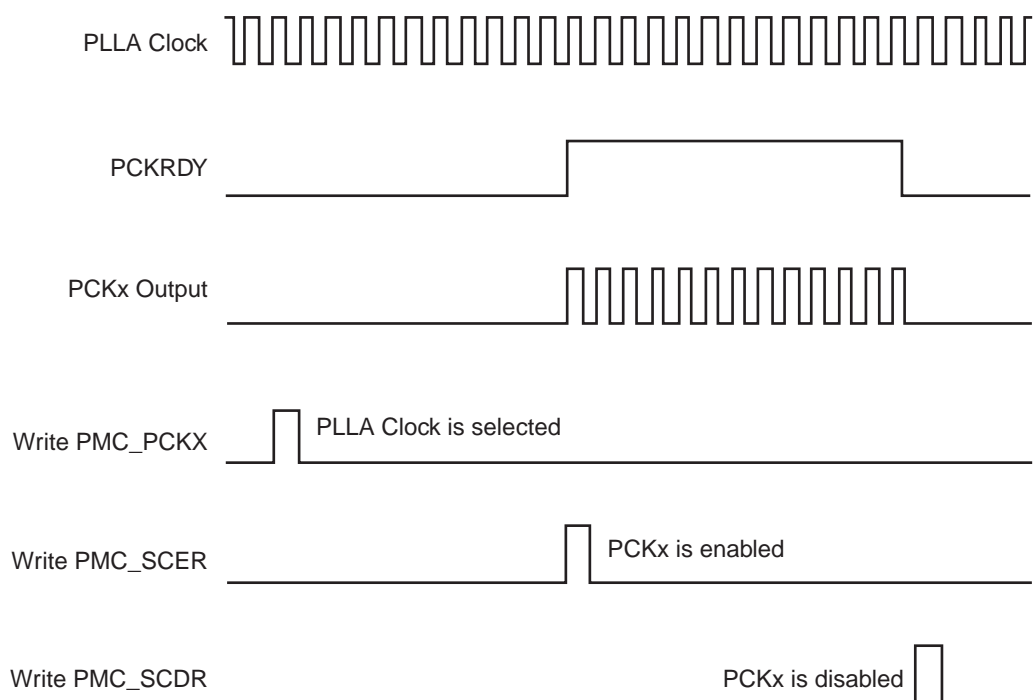 PLLA Clock
PCKRDY
PCKx Output
Write PMC_PCKX
PLLA Clock is selected
Write PMC_SCER
PCKx is enabled
Write PMC_SCDR
PCKx is disabled